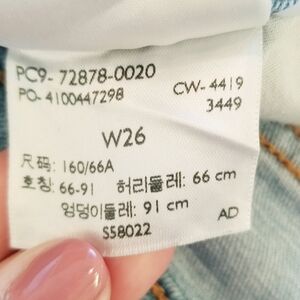 PC9- 72878-0020
PO- 4100447298 CW- 4419
3449
W26
尺码: 160/66A
호칭: 66-91 허리둘레: 66 cm
엉덩이둘레: 91 cm
S58022 AD